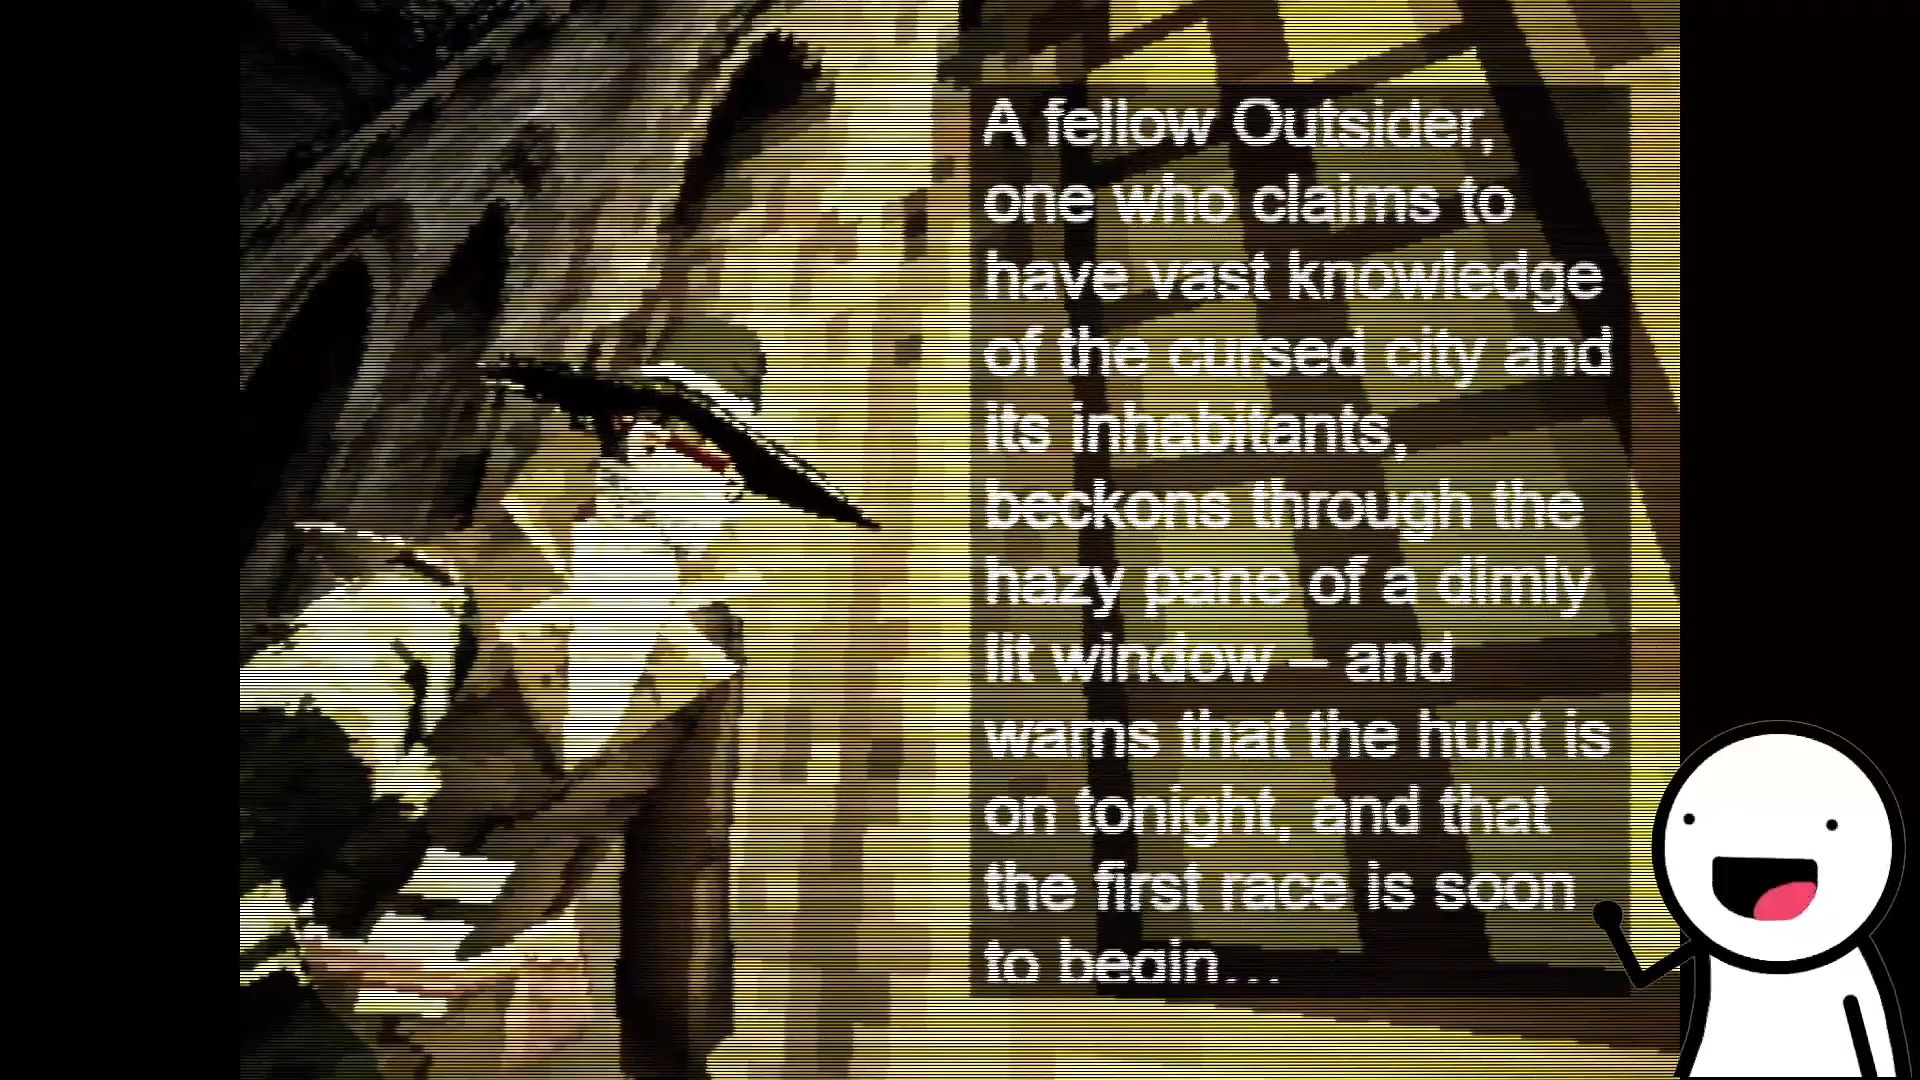 A fellow Outsider,
one who claims to
have vast knowledge
of the cursed city and
its inhabitants,
beckons through the
hazy pane of a dimly
lit window – and
warns that the hunt is
on tonight, and that
the first race is soon
to begin...